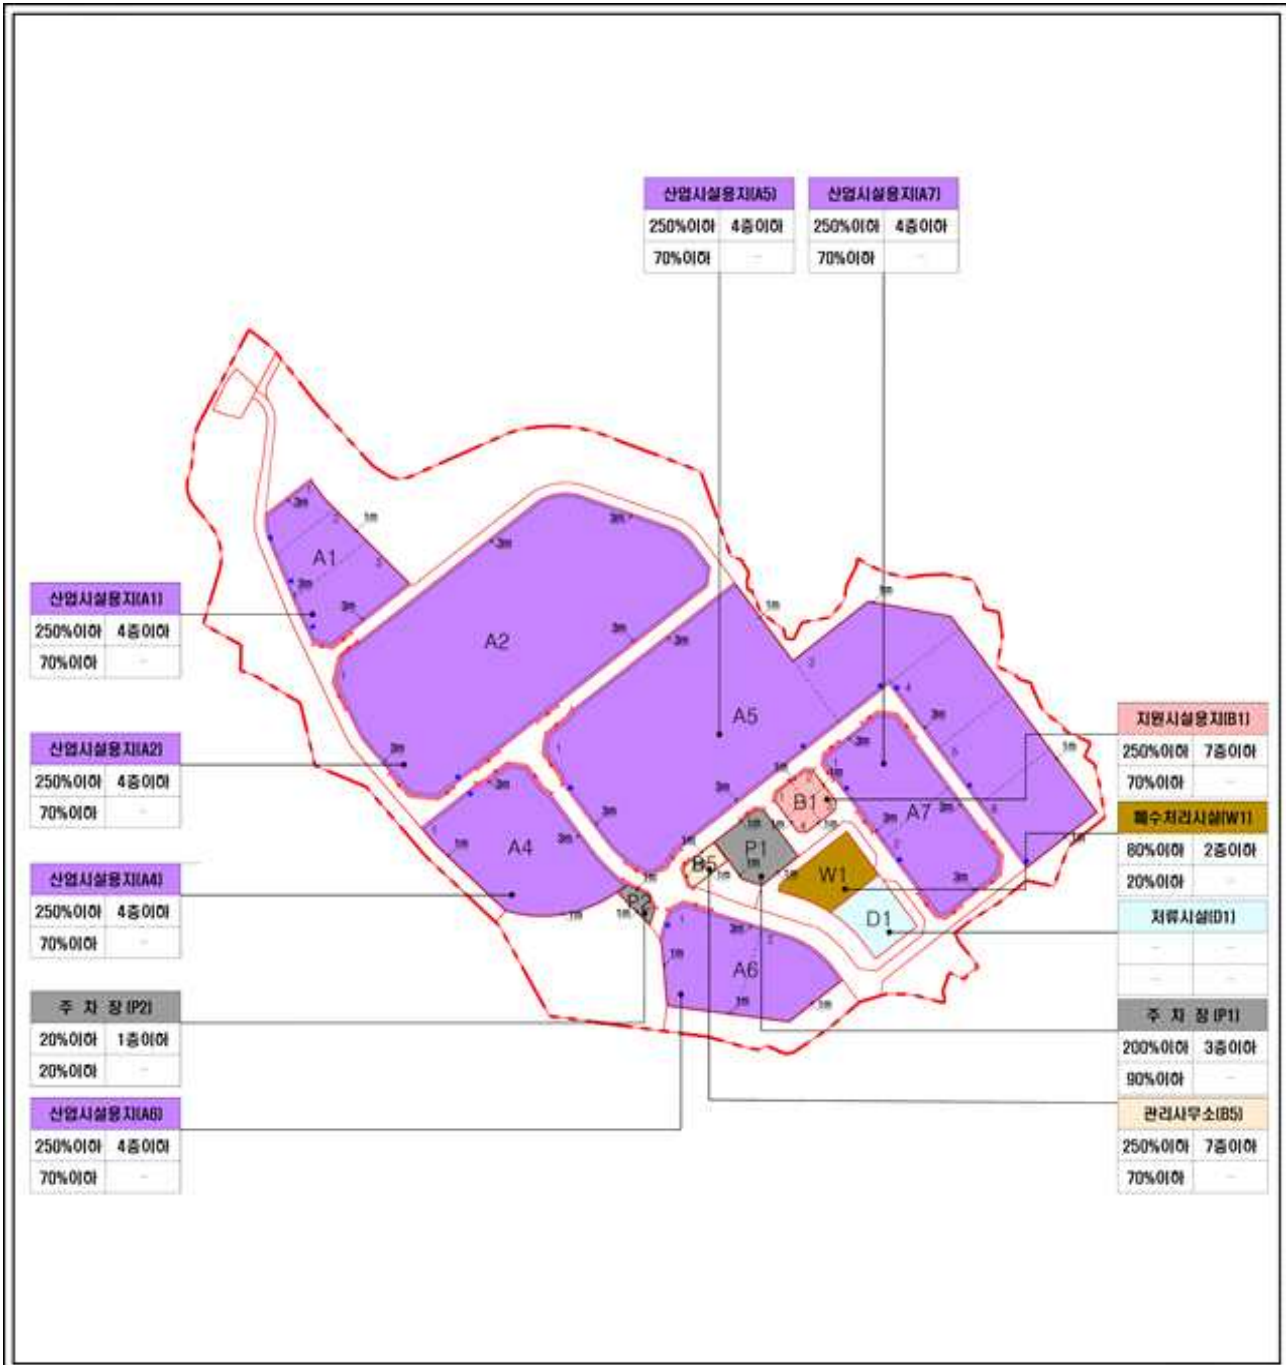 산업시설용지(A5) 산업시설용지(A7)
250%이하 4층이하 250%이하 4층이하
70%이하 - 70%이하 -
산업시설용지(A1)
250%이하 4층이하
70%이하 -
산업시설용지(A2)
250%이하 4층이하
70%이하 -
산업시설용지(A4)
250%이하 4층이하
70%이하 -
주 차 장(P2)
20%이하 1층이하
20%이하 -
산업시설용지(A6)
250%이하 4층이하
70%이하 -
A1
A2
A5
A4
A7
B1
P1
B5
W1
P2
D1
A6
지원시설용지(B1)
250%이하 7층이하
70%이하 -
폐수처리시설(W1)
80%이하 2층이하
20%이하 -
저류시설(D1)
- -
- -
주 차 장(P1)
200%이하 3층이하
90%이하 -
관리사무소(B5)
250%이하 7층이하
70%이하 -